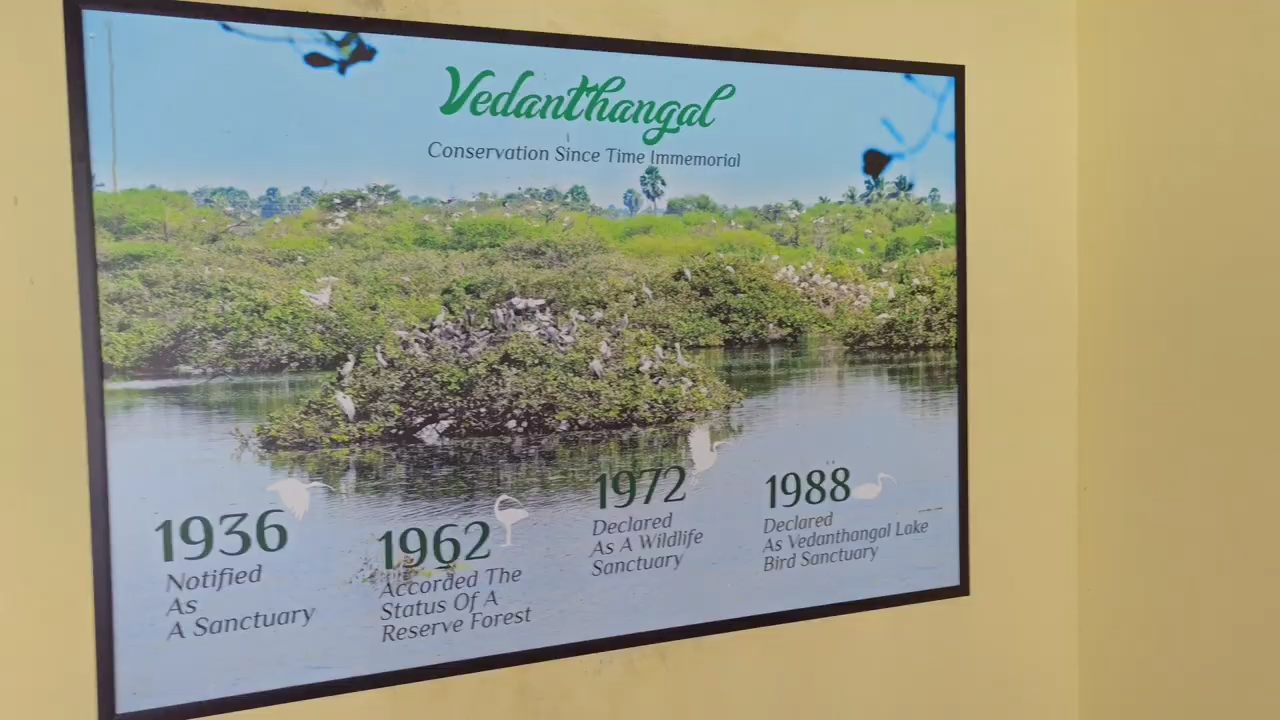 Vedanthangal
Conservation Since Time Immemorial
1936
Notified
As
A Sanctuary
1962
Accorded The
Status Of A
Reserve Forest
1972
Declared
As A Wildlife
Sanctuary
1988
Declared
As Vedanthangal Lake
Bird Sanctuary